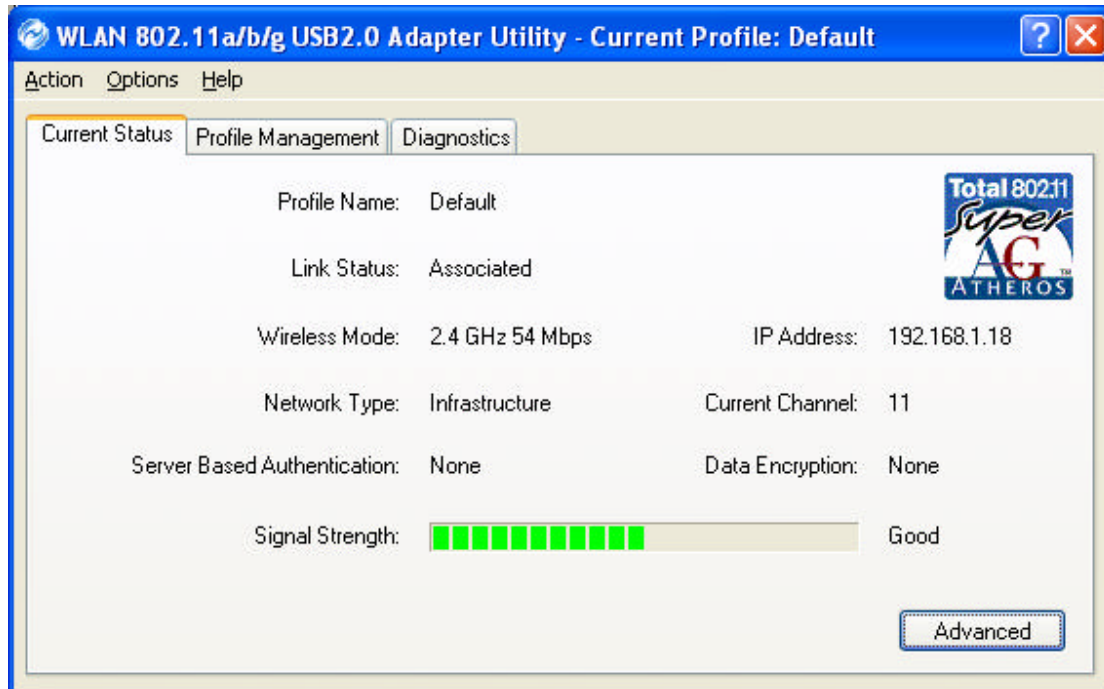 WLAN 802.11a/b/g USB2.0 Adapter Utility - Current Profile: Default
Action Options Help
Current Status Profile Management Diagnostics
Total 802.11
Super
AG™
ATHEROS
Profile Name: Default
Link Status: Associated
Wireless Mode: 2.4 GHz 54 Mbps IP Address: 192.168.1.18
Network Type: Infrastructure Current Channel: 11
Server Based Authentication: None Data Encryption: None
Signal Strength: Good
Advanced